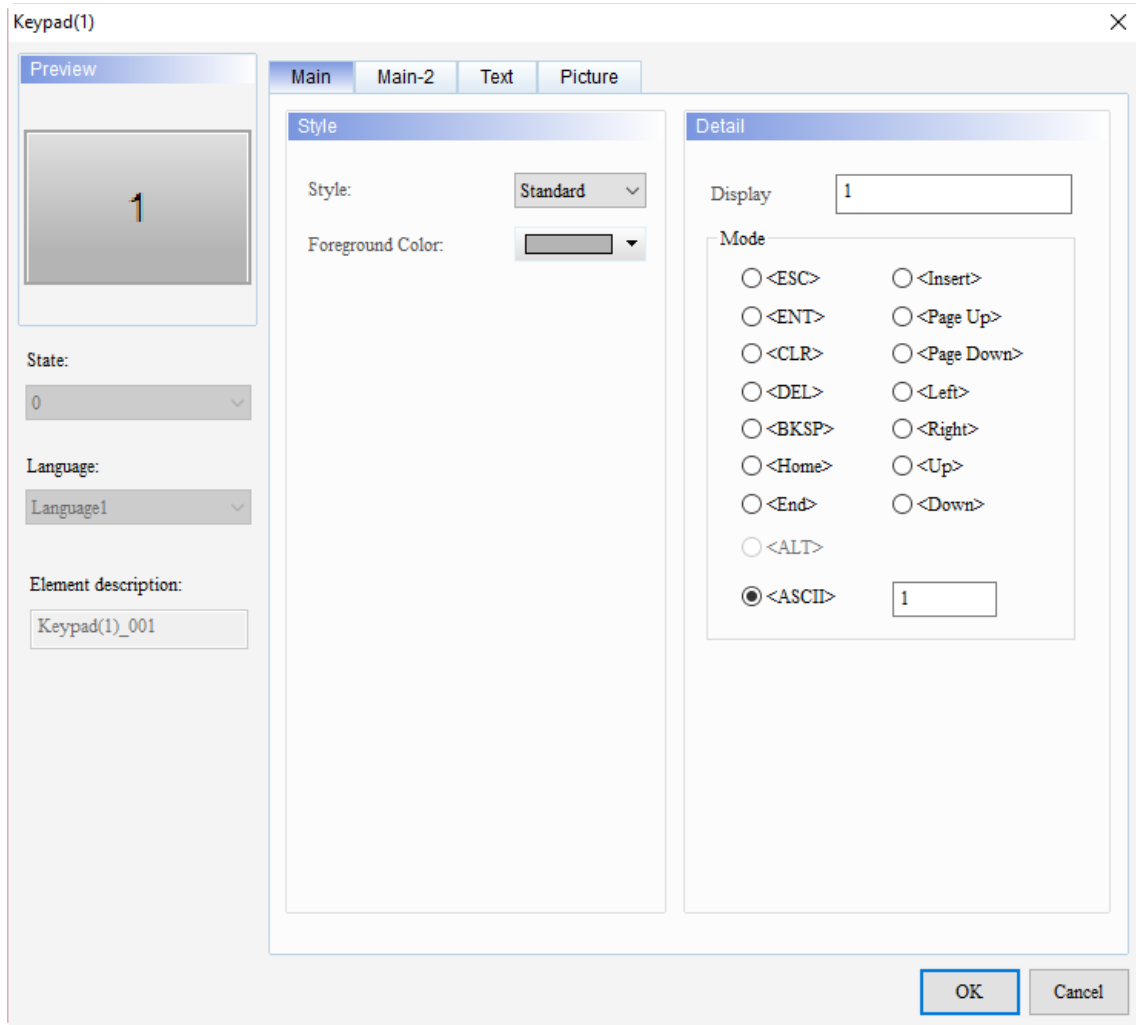 Keypad(1)
Preview
1
State:
0
Language:
Language1
Element description:
Keypad(1)_001
Main Main-2 Text Picture
Style
Style: Standard
Foreground Color:
Detail
Display 1
Mode
<ESC> <Insert>
<ENT> <Page Up>
<CLR> <Page Down>
<DEL> <Left>
<BKSP> <Right>
<Home> <Up>
<End> <Down>
<ALT>
<ASCII> 1
OK Cancel